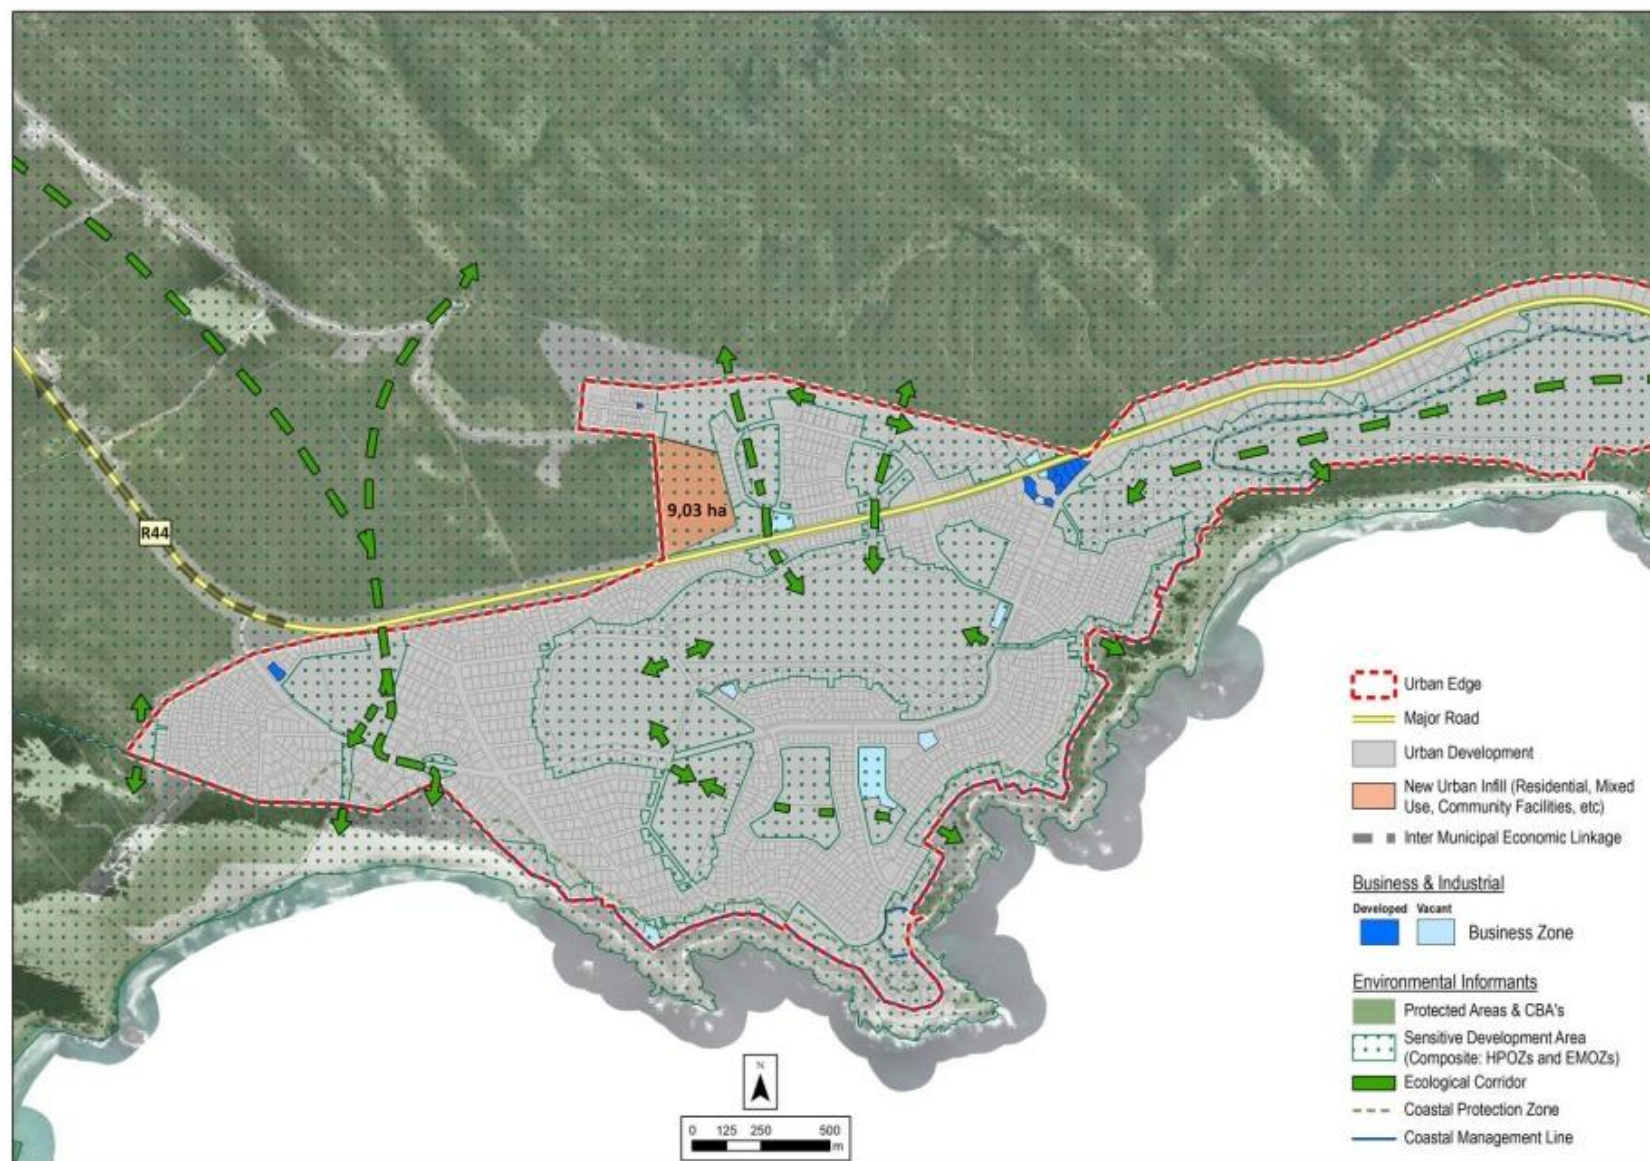 9,03 ha
R44
Urban Edge
Major Road
Urban Development
New Urban Infill (Residential, Mixed
Use, Community Facilities, etc)
Inter Municipal Economic Linkage
Business & Industrial
Developed Vacant
Business Zone
Environmental Informants
Protected Areas & CBA's
Sensitive Development Area
(Composite: HPOZs and EMOZs)
Ecological Corridor
Coastal Protection Zone
Coastal Management Line
N
0 125 250 500
m